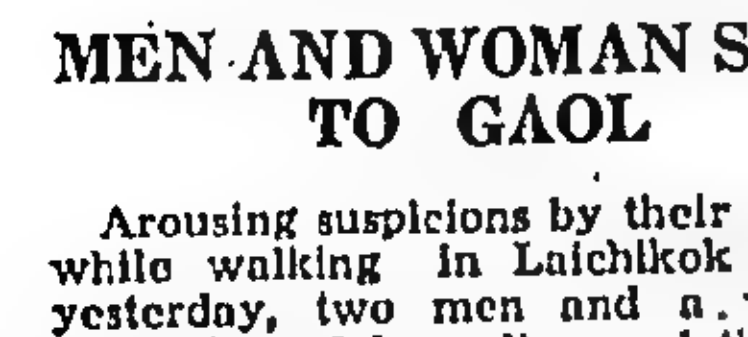 MEN AND WOMAN S
TO GAOL
Arousing suspicions by their
while walking in Laichikok
yesterday, two men and a